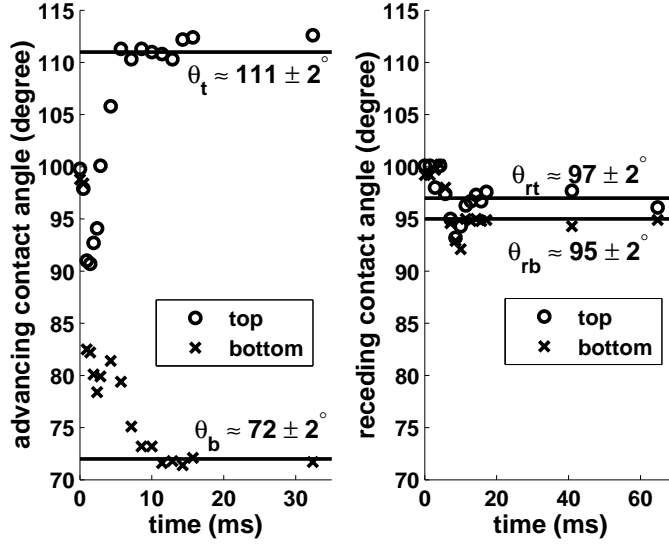 advancing contact angle (degree)
115
110
105
100
95
90
85
80
75
70
θt ≈ 111 ± 2°
top
bottom
θb ≈ 72 ± 2°
0
10
20
30
time (ms)
receding contact angle (degree)
115
110
105
100
95
90
85
80
75
70
θrt ≈ 97 ± 2°
θrb ≈ 95 ± 2°
top
bottom
0
20
40
60
time (ms)